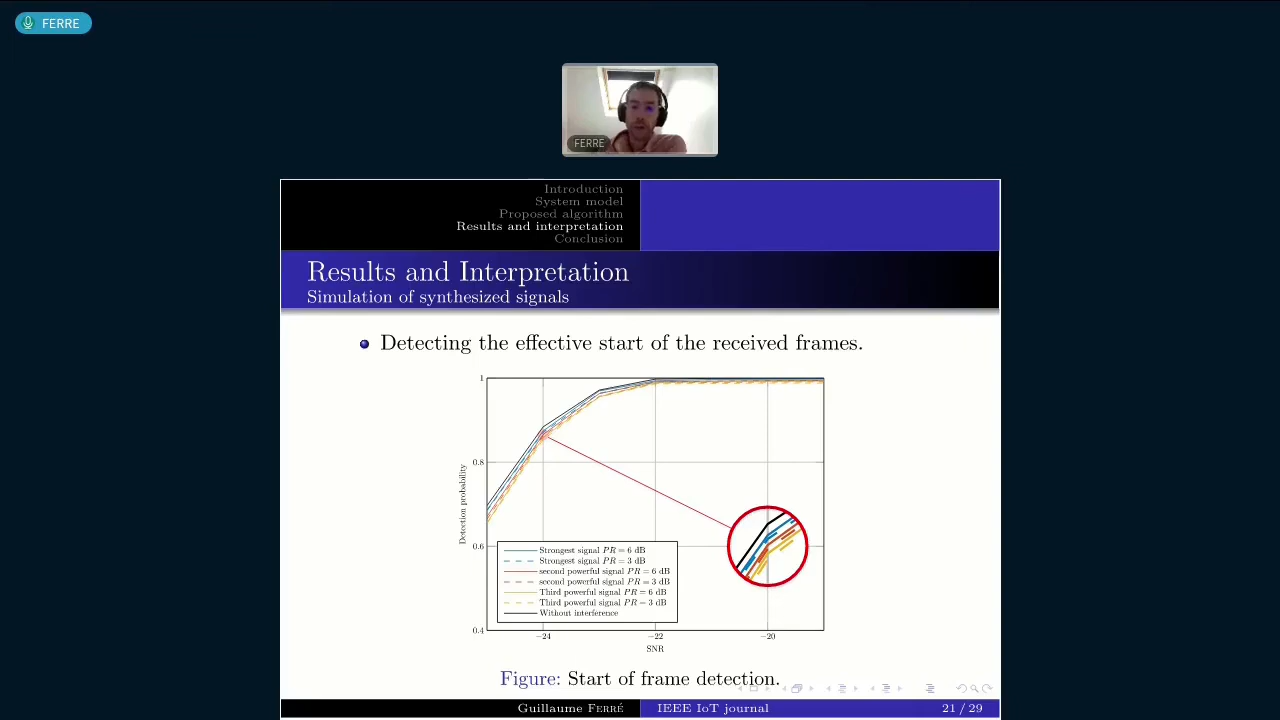 FERRE
FERRE
Introduction
System model
Proposed algorithm
Results and interpretation
Conclusion
Results and Interpretation
Simulation of synthesized signals
Detecting the effective start of the received frames.
1
0.8
0.6
0.4
Detection probability
Strongest signal PR = 6 dB
Strongest signal PR = 3 dB
second powerful signal PR = 6 dB
second powerful signal PR = 3 dB
Third powerful signal PR = 6 dB
Third powerful signal PR = 3 dB
Without interference
−24
−22
−20
SNR
Figure: Start of frame detection.
Guillaume FERRÉ
IEEE IoT journal
21 / 29